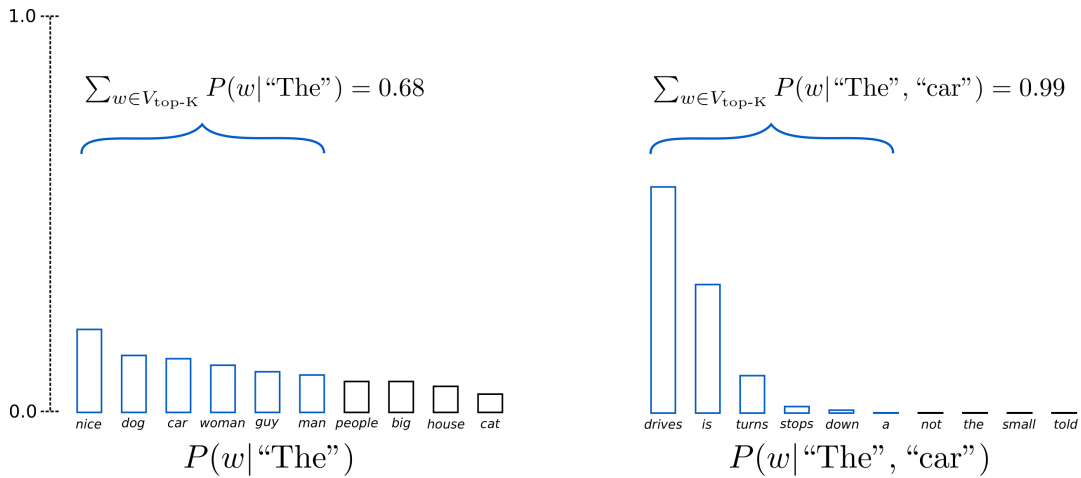 1.0
∑w∈Vtop-K P(w|“The”) = 0.68
∑w∈Vtop-K P(w|“The”, “car”) = 0.99
0.0
nice dog car woman guy man people big house cat
drives is turns stops down a not the small told
P(w|“The”)
P(w|“The”, “car”)